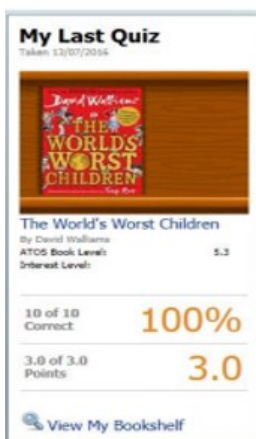 My Last Quiz
Taken 13/07/2016
David Walliams
THE
WORLD'S
WORST
CHILDREN
The World's Worst Children
By David Walliams
ATOS Book Level: 5.3
Interest Level:
10 of 10
Correct
100%
3.0 of 3.0
Points
3.0
View My Bookshelf